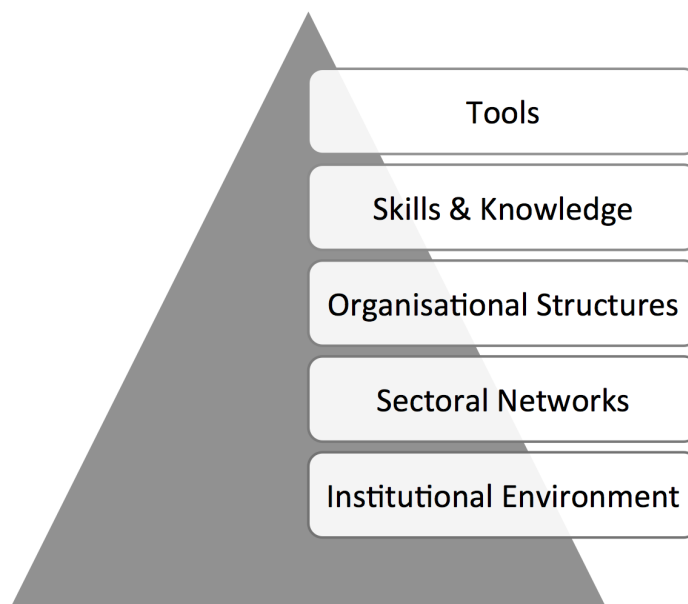 Tools
Skills & Knowledge
Organisational Structures
Sectoral Networks
Institutional Environment